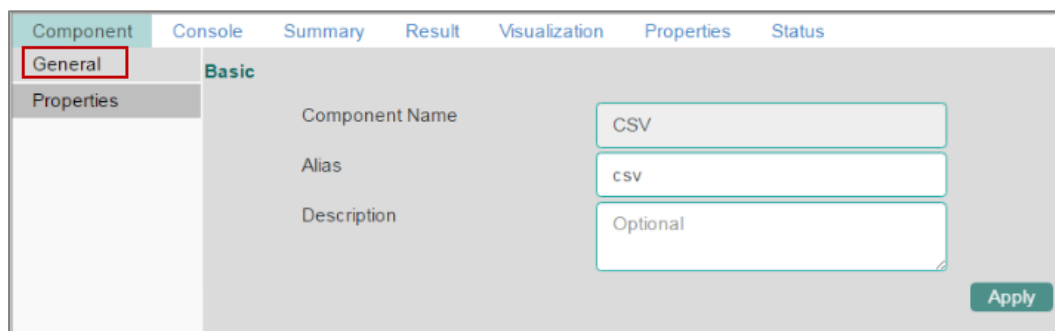 Component Console Summary Result Visualization Properties Status
General
Basic
Properties
Component Name CSV
Alias csv
Description Optional
Apply